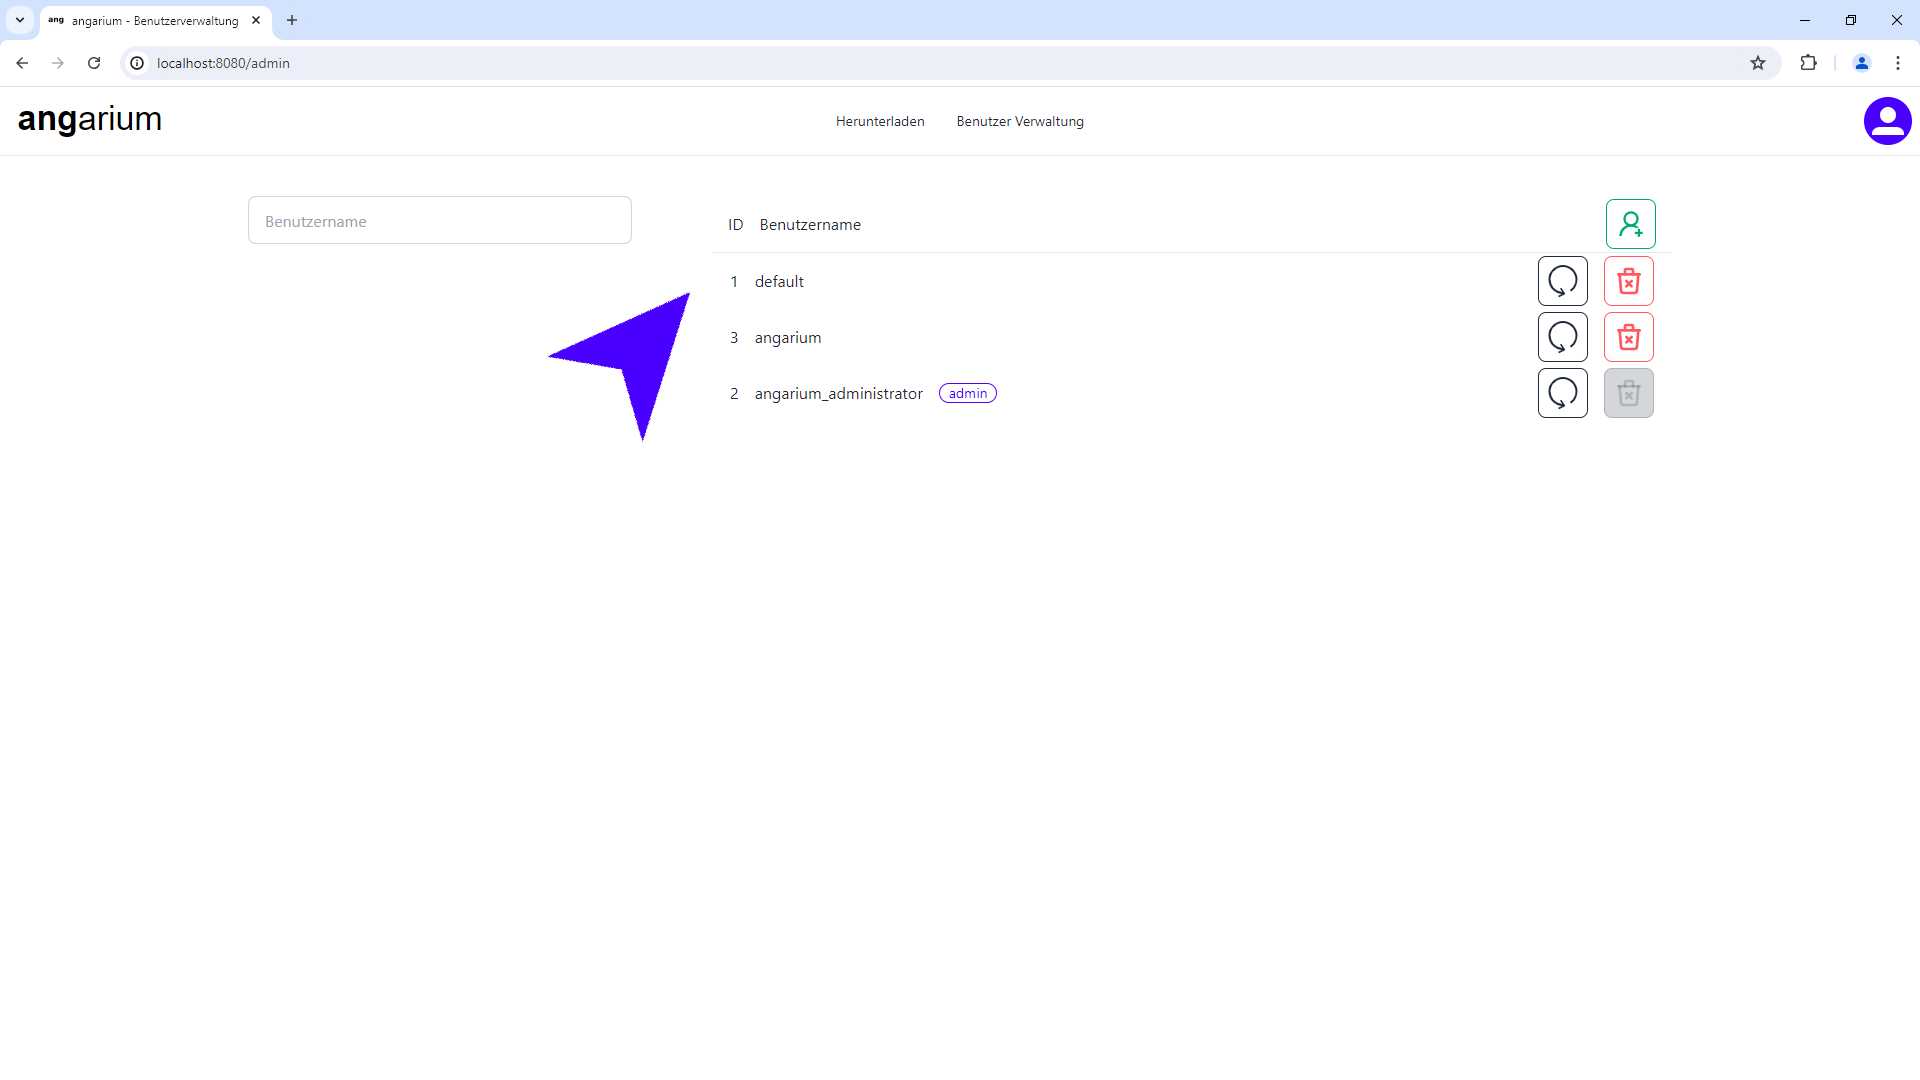 ang angarium - Benutzerverwaltung
localhost:8080/admin
angarium Herunterladen Benutzer Verwaltung
Benutzername
ID Benutzername
1 default
3 angarium
2 angarium_administrator admin